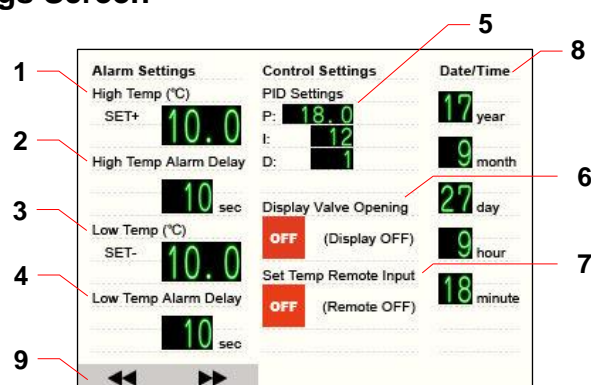 gs Screen
5
8
1
Alarm Settings
High Temp (℃)
SET+ 10.0
2
High Temp Alarm Delay
10 sec
3
Low Temp (℃)
SET- 10.0
4
Low Temp Alarm Delay
10 sec
9
Control Settings
PID Settings
P: 18.0
I: 12
D: 1
6
Display Valve Opening
OFF (Display OFF)
7
Set Temp Remote Input
OFF (Remote OFF)
Date/Time
17 year
9 month
27 day
9 hour
18 minute